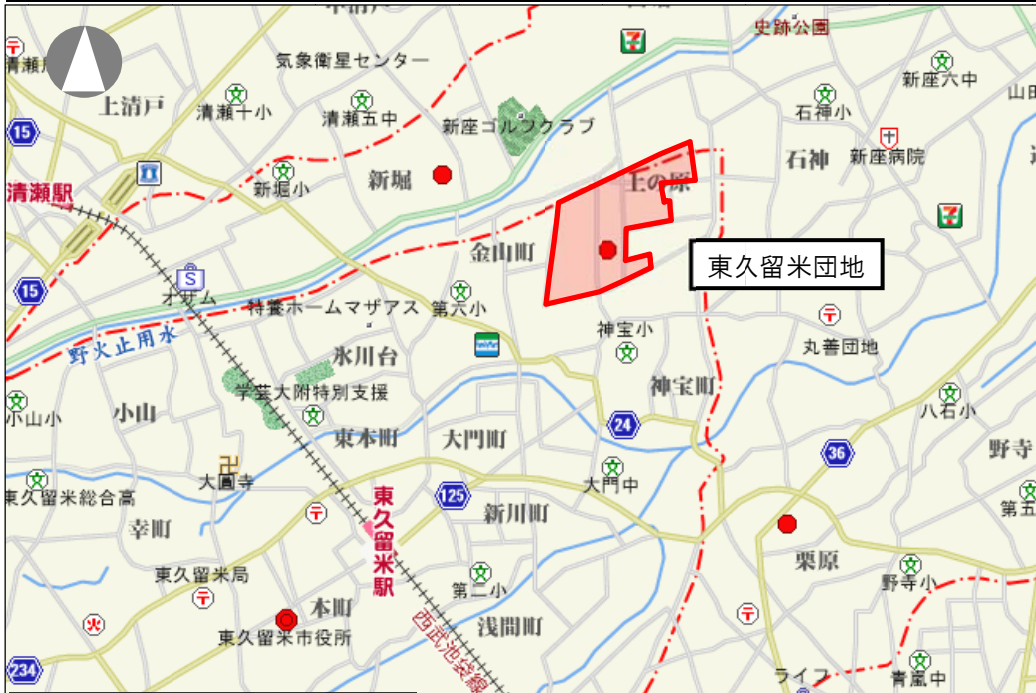 史跡公園
気象衛星センター
新座六中
上清戸
清瀬十小
清瀬五中
新座ゴルフクラブ
石神小
15
石神
新座病院
新堀小
新堀
上の原
清瀬駅
金山町
東久留米団地
15
S
オザム
特養ホームマザアス
第六小
野火止用水
神宝小
丸善団地
氷川台
学芸大附特別支援
神宝町
小山小
小山
八石小
東本町
大門町
24
36
野寺
大圓寺
大門中
東久留米総合高
125
新川町
第五
幸町
東久留米駅
栗原
東久留米局
第二小
野寺小
本町
火
東久留米市役所
浅間町
西武池袋線
234
ライフ
青嵐中